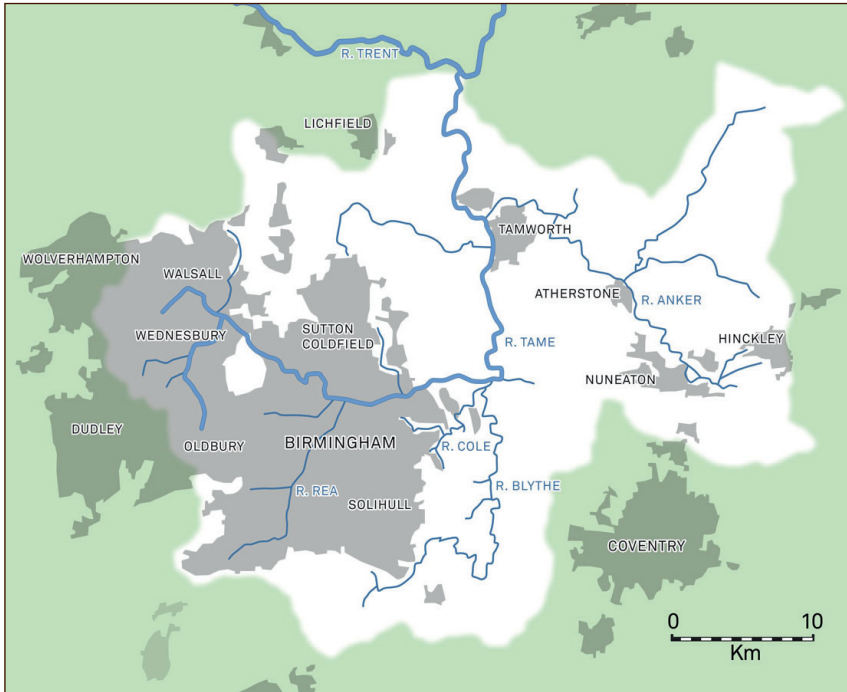 R. TRENT
LICHFIELD
TAMWORTH
WOLVERHAMPTON
WALSALL
ATHERSTONE
R. ANKER
WEDNESBURY
SUTTON
COLDFIELD
R. TAME
HINCKLEY
NUNEATON
DUDLEY
OLDBURY
BIRMINGHAM
R. COLE
R. REA
R. BLYTHE
SOLIHULL
COVENTRY
0 10
Km